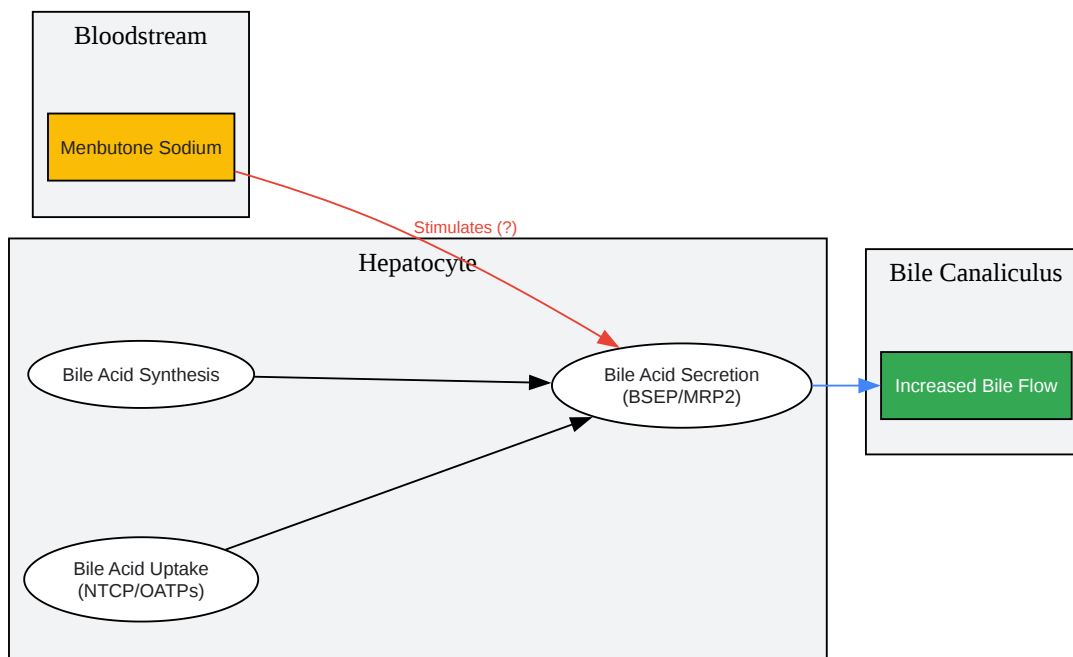 Bloodstream
Menbutone Sodium
Stimulates (?)
Hepatocyte
Bile Canaliculus
Bile Acid Synthesis
Bile Acid Secretion
(BSEP/MRP2)
Increased Bile Flow
Bile Acid Uptake
(NTCP/OATPs)